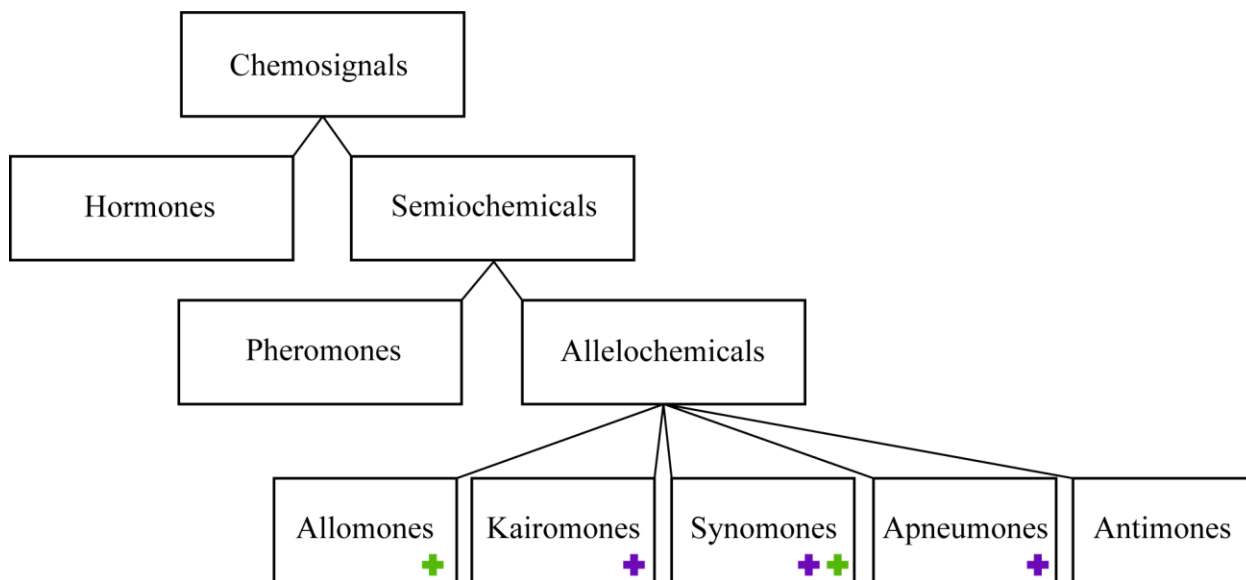 Chemosignals
Hormones
Semiochemicals
Pheromones
Allelochemicals
Allomones
Kairomones
Synomones
Apneumones
Antimones